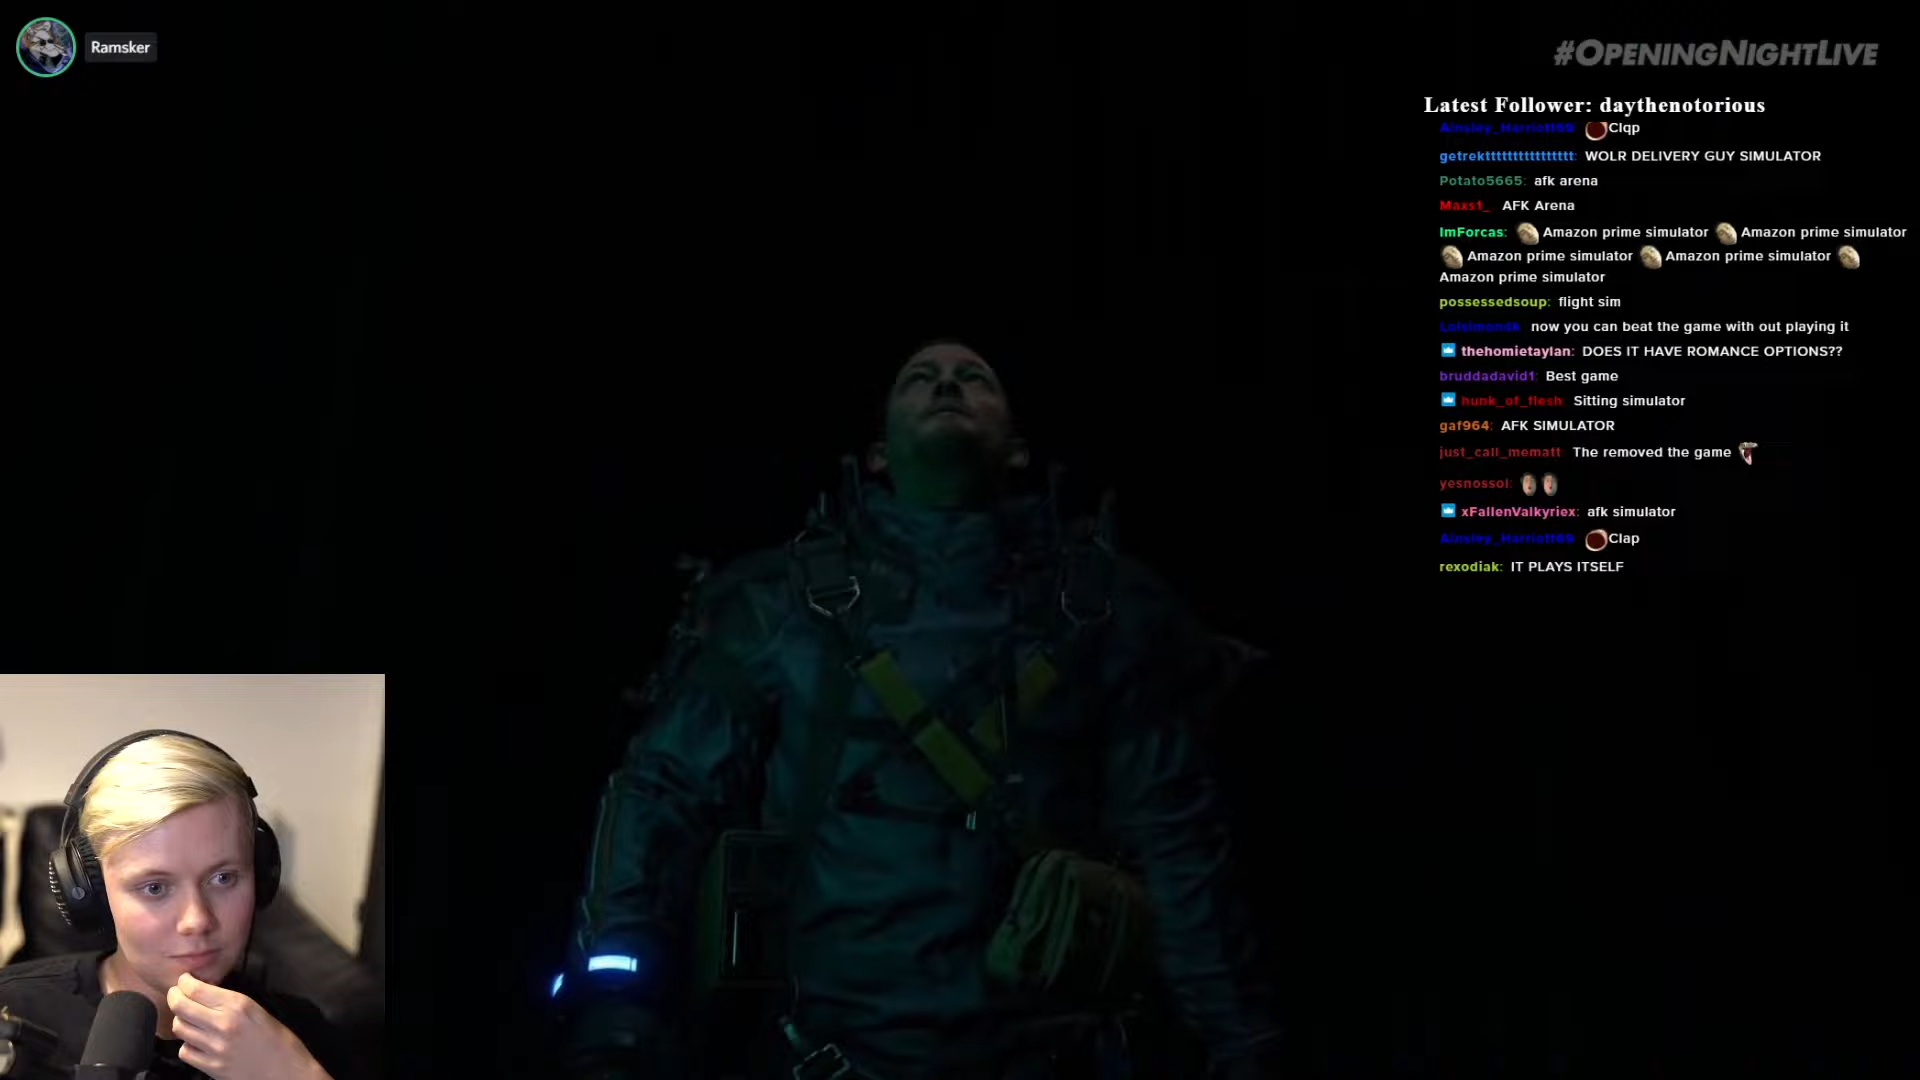 Ramsker
#OpeningNightLive
Latest Follower: daythenotorious
Ainsley_Harriott69: Clqp
getrekttttttttttttttt: WOLR DELIVERY GUY SIMULATOR
Potato5665: afk arena
Maxs1_ AFK Arena
ImForcas: Amazon prime simulator Amazon prime simulator
Amazon prime simulator Amazon prime simulator
Amazon prime simulator
possessedsoup: flight sim
now you can beat the game with out playing it
thehomietaylan: DOES IT HAVE ROMANCE OPTIONS??
bruddadavid1: Best game
hunk_of_flesh: Sitting simulator
gaf964: AFK SIMULATOR
just_call_mematt: The removed the game
yesnossol:
xFallenValkyriex: afk simulator
Ainsley_Harriott69: Clap
rexodiak: IT PLAYS ITSELF